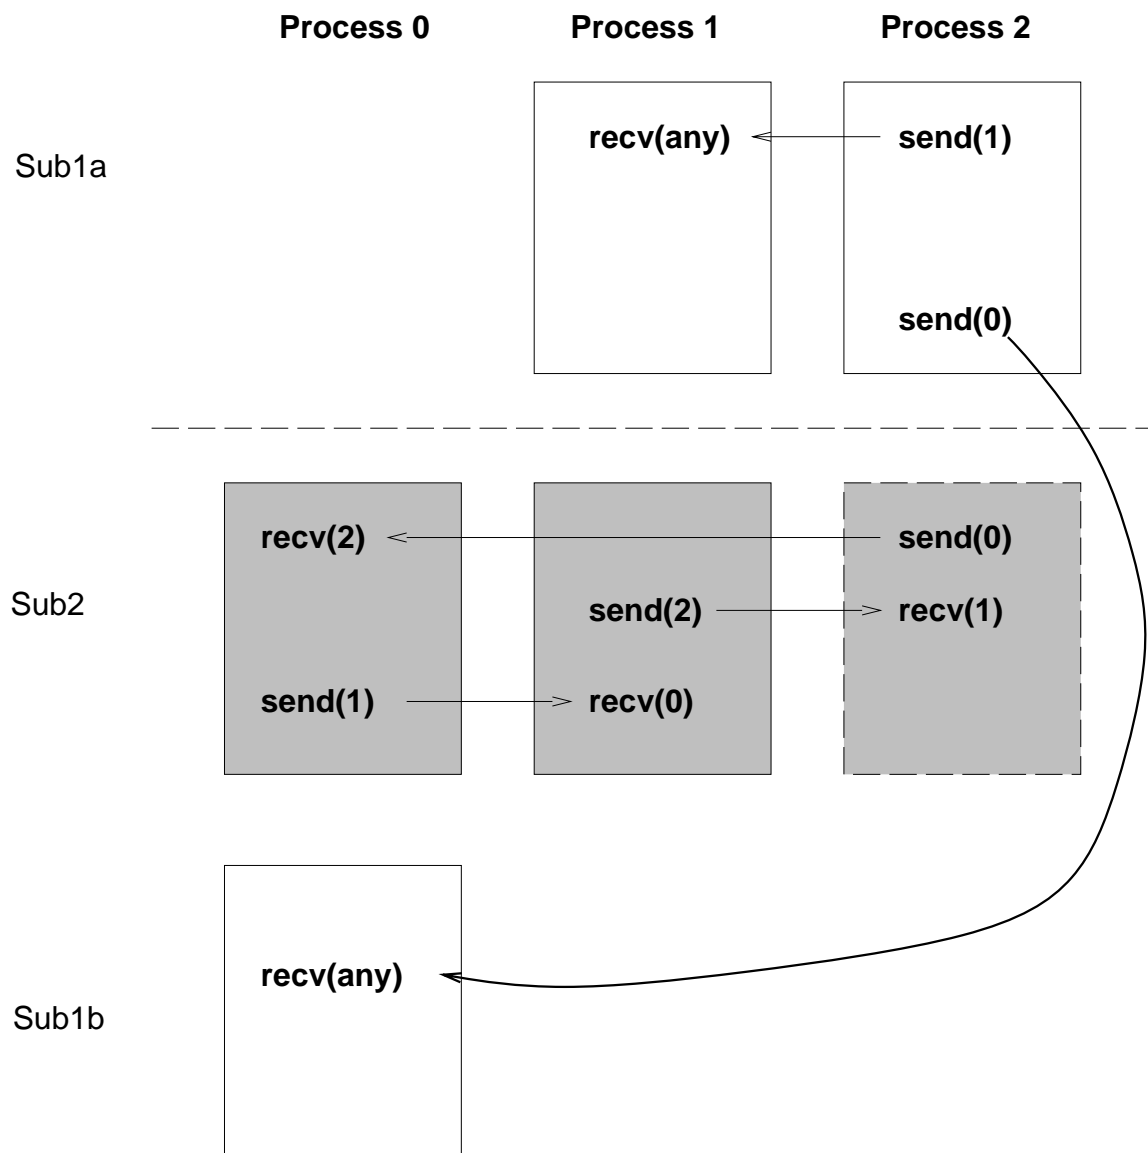 Process 0 Process 1 Process 2
recv(any) send(1)
Sub1a
send(0)
recv(2) send(0)
Sub2 send(2) recv(1)
send(1) recv(0)
recv(any)
Sub1b